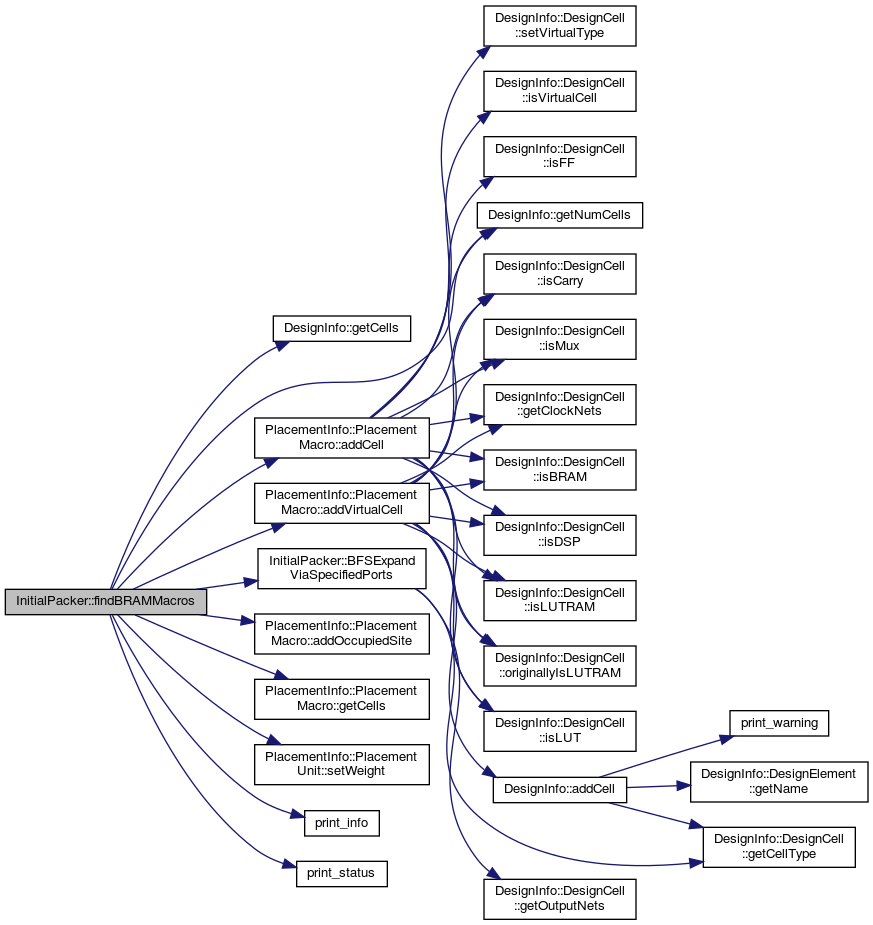 InitialPacker::findBRAMMacros
DesignInfo::getCells
PlacementInfo::Placement
Macro::addCell
PlacementInfo::Placement
Macro::addVirtualCell
InitialPacker::BFSExpand
ViaSpecifiedPorts
PlacementInfo::Placement
Macro::addOccupiedSite
PlacementInfo::Placement
Macro::getCells
PlacementInfo::Placement
Unit::setWeight
print_info
print_status
DesignInfo::DesignCell
::setVirtualType
DesignInfo::DesignCell
::isVirtualCell
DesignInfo::DesignCell
::isFF
DesignInfo::getNumCells
DesignInfo::DesignCell
::isCarry
DesignInfo::DesignCell
::isMux
DesignInfo::DesignCell
::getClockNets
DesignInfo::DesignCell
::isBRAM
DesignInfo::DesignCell
::isDSP
DesignInfo::DesignCell
::isLUTRAM
DesignInfo::DesignCell
::originallyIsLUTRAM
DesignInfo::DesignCell
::isLUT
DesignInfo::addCell
DesignInfo::DesignCell
::getOutputNets
print_warning
DesignInfo::DesignElement
::getName
DesignInfo::DesignCell
::getCellType